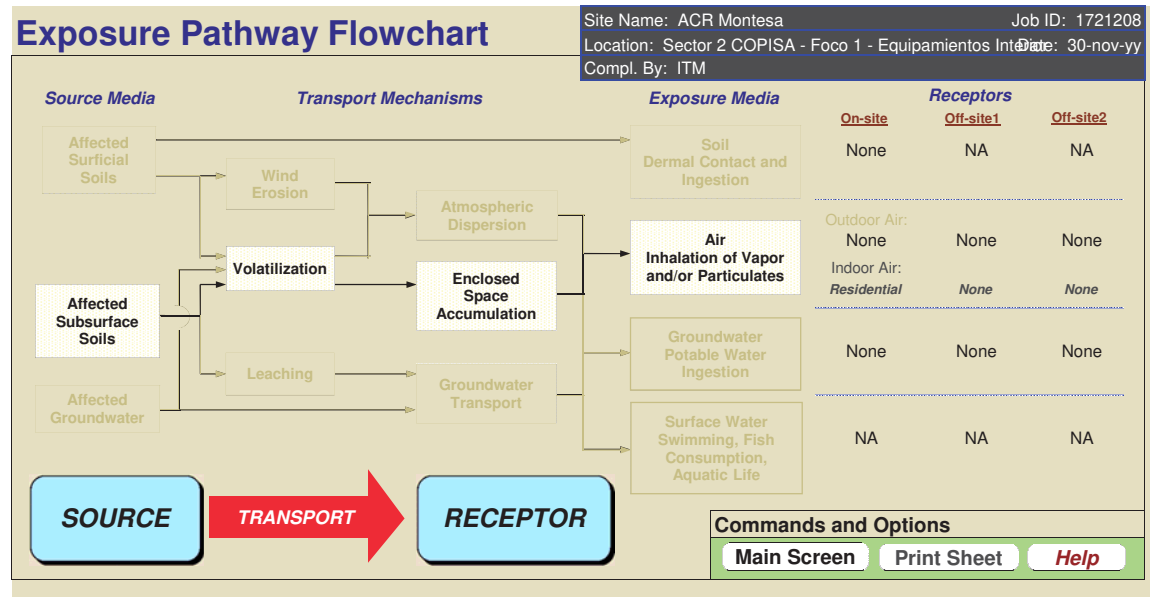 Exposure Pathway Flowchart
Site Name: ACR Montesa Job ID: 1721208
Location: Sector 2 COPISA - Foco 1 - Equipamientos Date: 30-nov-yy
Compl. By: ITM
Source Media
Transport Mechanisms
Exposure Media
Receptors
On-site Off-site1 Off-site2
Affected
Surficial
Soils
Wind
Erosion
Atmospheric
Dispersion
Soil
Dermal Contact and
Ingestion
None NA NA
Volatilization
Enclosed
Space
Accumulation
Air
Inhalation of Vapor
and/or Particulates
Outdoor Air:
None None None
Indoor Air:
Residential None None
Affected
Subsurface
Soils
Leaching
Groundwater
Transport
Groundwater
Potable Water
Ingestion
None None None
Affected
Groundwater
Surface Water
Swimming, Fish
Consumption,
Aquatic Life
NA NA NA
SOURCE
TRANSPORT
RECEPTOR
Commands and Options
Main Screen Print Sheet Help